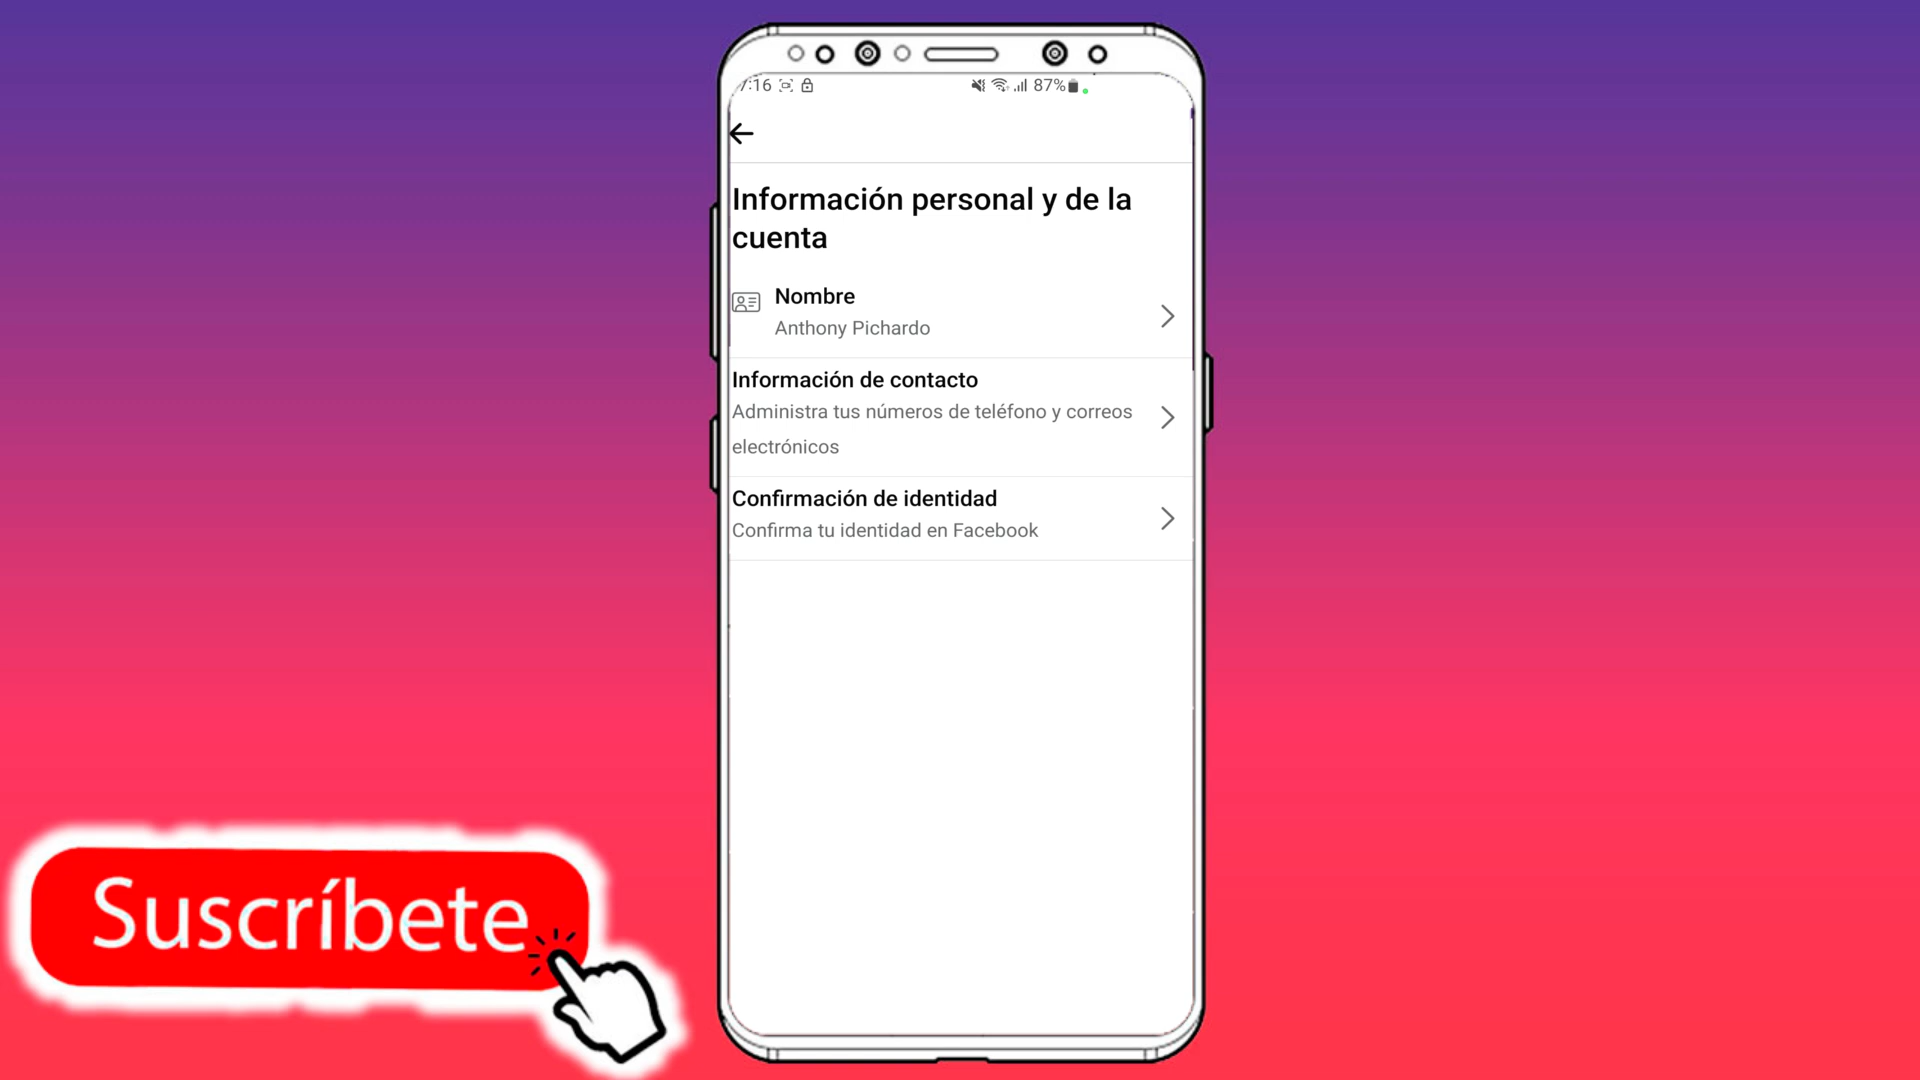 7:16 87%
Información personal y de la
cuenta
Nombre
Anthony Pichardo
Información de contacto
Administra tus números de teléfono y correos
electrónicos
Confirmación de identidad
Confirma tu identidad en Facebook
Suscríbete